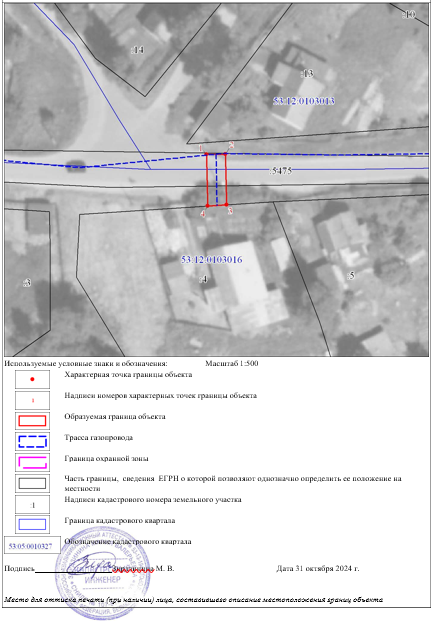 :10
:14
:13
53:12:0103013
1
2
:5475
4
3
53:12:0103016
:4
:5
:3
Используемые условные знаки и обозначения: Масштаб 1:500
Характерная точка границы объекта
1 Надписи номеров характерных точек границы объекта
Образуемая граница объекта
Трасса газопровода
Граница охранной зоны
Часть границы, сведения ЕГРН о которой позволяют однозначно определить ее положение на
местности
:1 Надписи кадастрового номера земельного участка
Граница кадастрового квартала
53:05:0010327 Обозначение кадастрового квартала
Подпись М. В. Дата 31 октября 2024 г.
ИНЖЕНЕР
Место для оттиска печати (при наличии) лица, составившего описание местоположения границ объекта